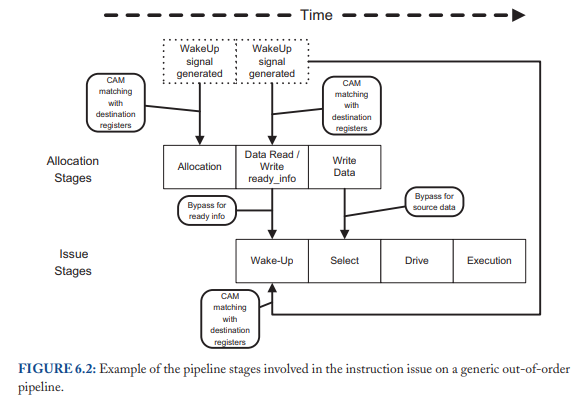 Time
WakeUp
signal
generated
WakeUp
signal
generated
CAM
matching
with
destination
registers
CAM
matching
with
destination
registers
Allocation
Stages
Allocation
Data Read /
Write
ready_info
Write
Data
Bypass for
ready info
Bypass for
source data
Issue
Stages
Wake-Up
Select
Drive
Execution
CAM
matching
with
destination
registers
FIGURE 6.2: Example of the pipeline stages involved in the instruction issue on a generic out-of-order
pipeline.